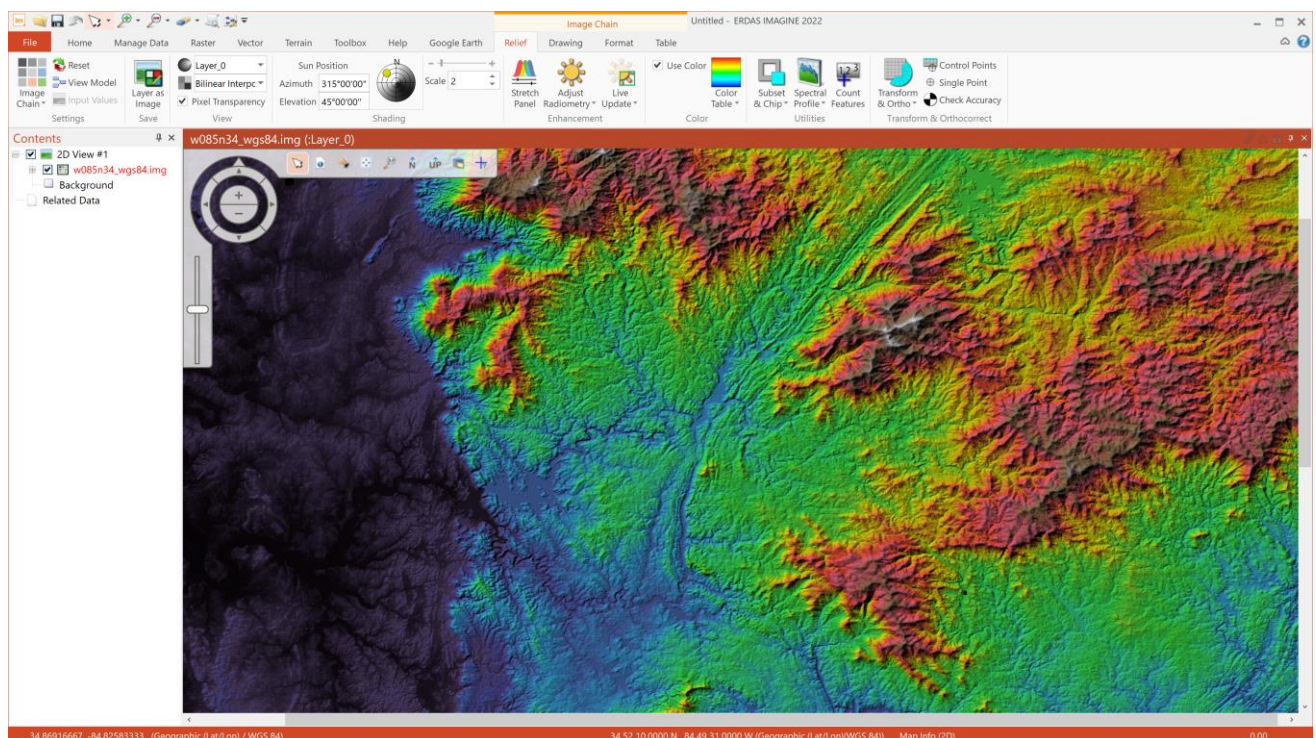 Image Chain
Untitled - ERDAS IMAGINE 2022
File Home Manage Data Raster Vector Terrain Toolbox Help Google Earth Relief Drawing Format Table
Image Chain
Reset
View Model
Input Values
Settings
Layer as Image
Save
Layer_0
Bilinear Interpc
Pixel Transparency
View
Sun Position
Azimuth 315°00'00"
Elevation 45°00'00"
N
Scale 2
Shading
Stretch Panel
Adjust Radiometry
Live Update
Enhancement
Use Color
Color Table
Color
Subset & Chip
Spectral Profile
1 2 3
Count Features
Utilities
Transform & Ortho
Control Points
Single Point
Check Accuracy
Transform & Orthocorrect
Contents
2D View #1
w085n34_wgs84.img
Background
Related Data
w085n34_wgs84.img (:Layer_0)
N
UP
34.86916667, -84.82583333 (Geographic (Lat/Lon) / WGS 84)
34 52 10.0000 N, 84 49 31.0000 W (Geographic (Lat/Lon)(WGS 84)) Map Info (2D) 0.00